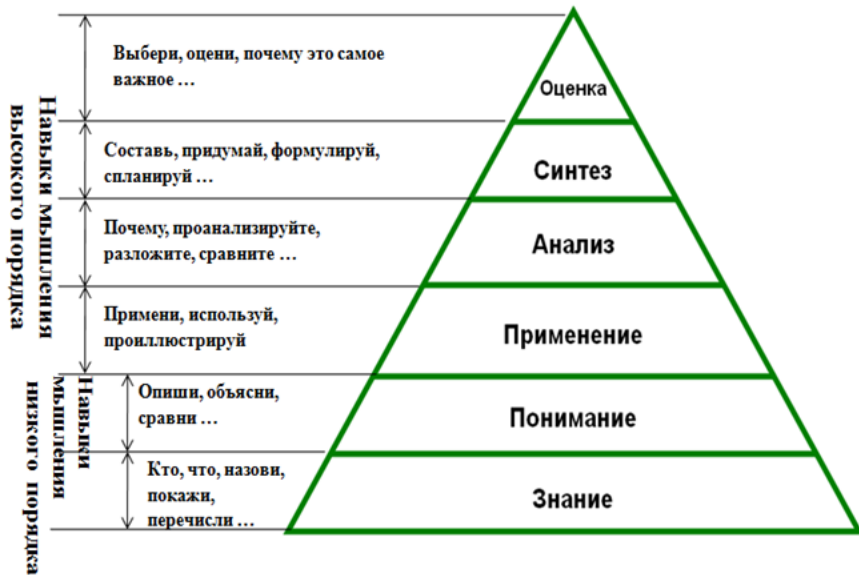 Выбери, оцени, почему это самое
важное ...
Оценка
Составь, придумай, формулируй,
спланируй ...
Синтез
Почему, проанализируйте,
разложите, сравните ...
Анализ
Примени, используй,
проиллюстрируй
Применение
Опиши, объясни,
сравни ...
Понимание
Кто, что, назови,
покажи,
перечисли ...
Знание
Навыки мышления
высокого порядка
Навыки
мышления
низкого порядка